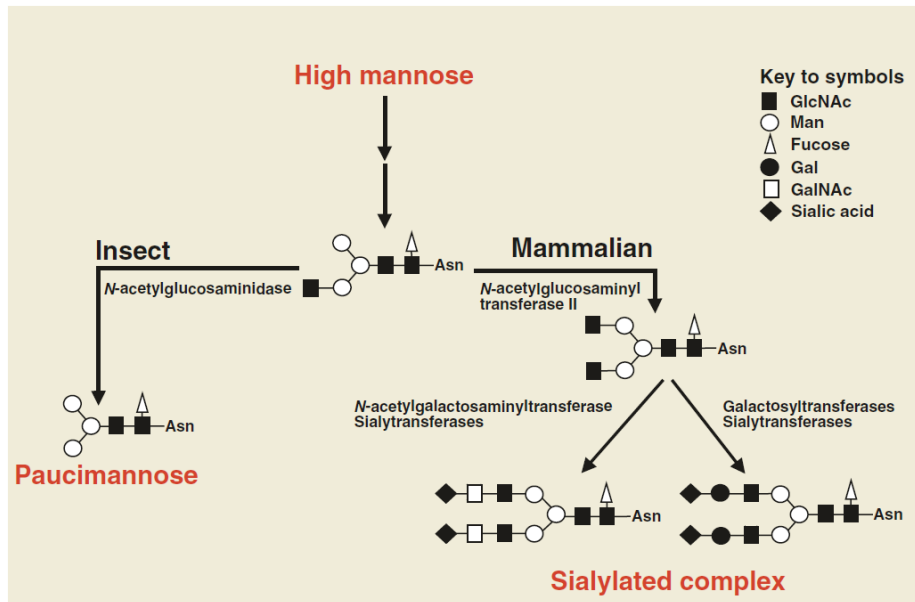 High mannose
Key to symbols
GlcNAc
Man
Fucose
Gal
GalNAc
Sialic acid
Insect
N-acetylglucosaminidase
Asn
Mammalian
N-acetylglucosaminyl
transferase II
Asn
Asn
Paucimannose
N-acetylgalactosaminyltransferase
Sialytransferases
Galactosyltransferases
Sialytransferases
Asn
Asn
Sialylated complex